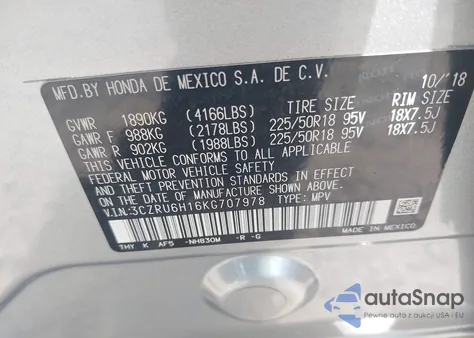 MFD.BY HONDA DE MEXICO S.A. DE C.V. 10/'18
TIRE SIZE RIM SIZE
GVWR 1890KG (4166LBS)
GAWR F 988KG (2178LBS) 225/50R18 95V 18X7.5J
GAWR R 902KG (1988LBS) 225/50R18 95V 18X7.5J
THIS VEHICLE CONFORMS TO ALL APPLICABLE
FEDERAL MOTOR VEHICLE SAFETY
STANDARDS IN EFFECT ON THE
DATE OF MANUFACTURE SHOWN ABOVE.
V.I.N:3CZRU6H16KG707978 TYPE: MPV
THY K AF5 -NH830M -R -G MADE IN MEXICO
autoSnap
Pewne auta z aukcji USA i EU